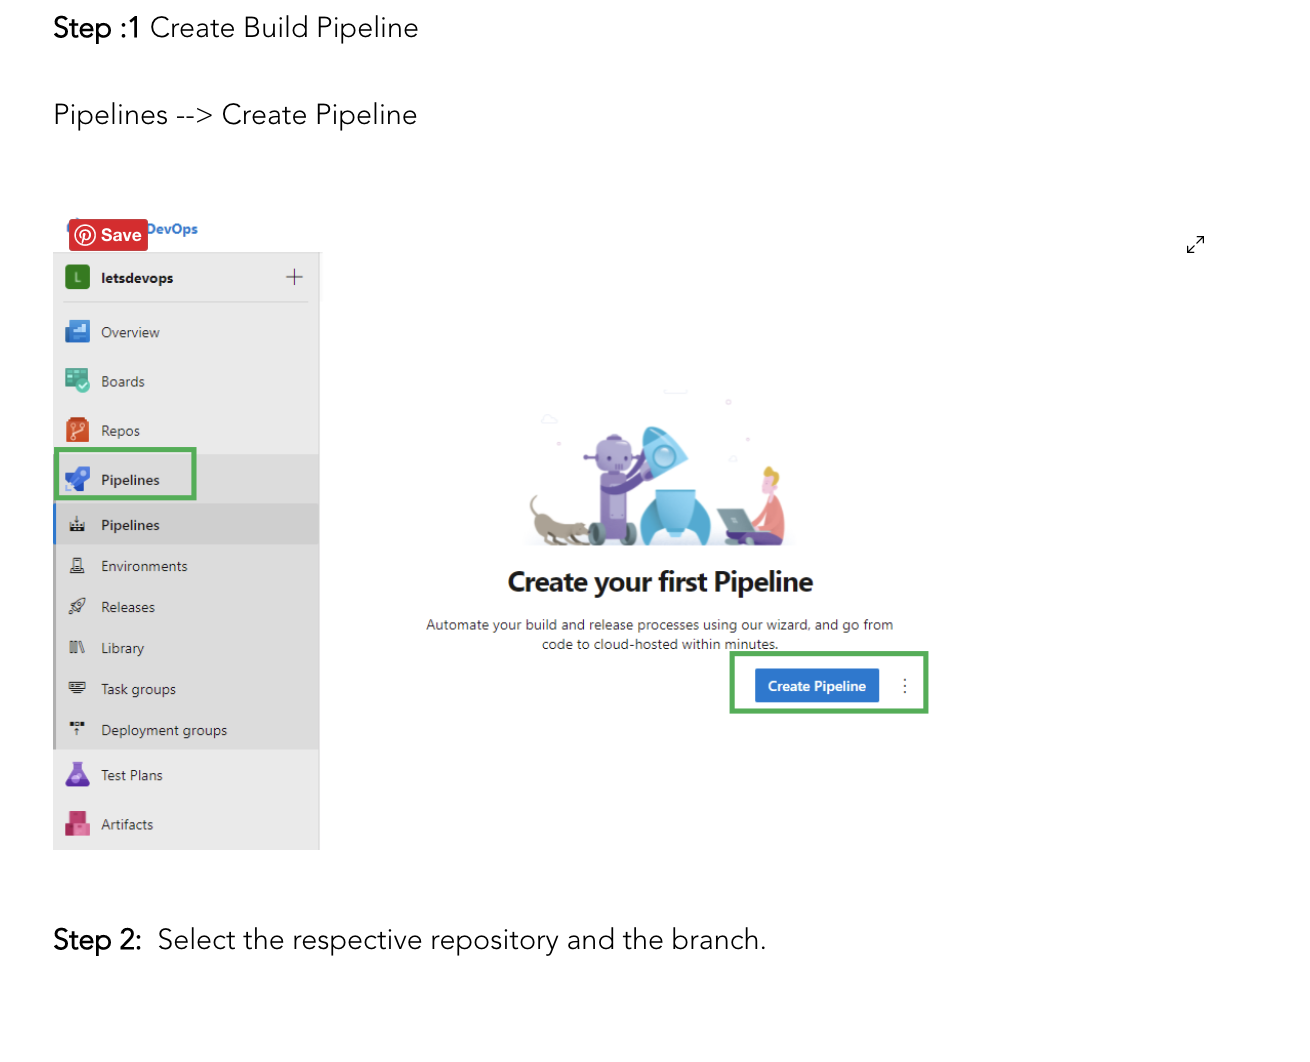 Step :1 Create Build Pipeline
Pipelines --> Create Pipeline
Save DevOps
L letsdevops
Overview
Boards
Repos
Pipelines
Pipelines
Environments
Releases
Library
Task groups
Deployment groups
Test Plans
Artifacts
Create your first Pipeline
Automate your build and release processes using our wizard, and go from
code to cloud-hosted within minutes.
Create Pipeline
Step 2: Select the respective repository and the branch.